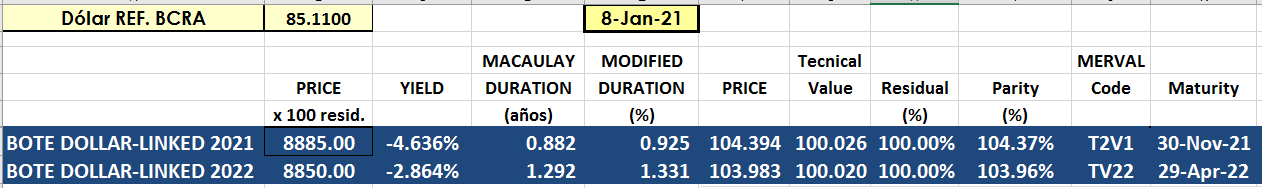 Dólar REF. BCRA 85.1100 8-Jan-21
MACAULAY MODIFIED Tecnical MERVAL
PRICE YIELD DURATION DURATION PRICE Value Residual Parity Code Maturity
x 100 resid. (años) (%) (%) (%)
BOTE DOLLAR-LINKED 2021 8885.00 -4.636% 0.882 0.925 104.394 100.026 100.00% 104.37% T2V1 30-Nov-21
BOTE DOLLAR-LINKED 2022 8850.00 -2.864% 1.292 1.331 103.983 100.020 100.00% 103.96% TV22 29-Apr-22